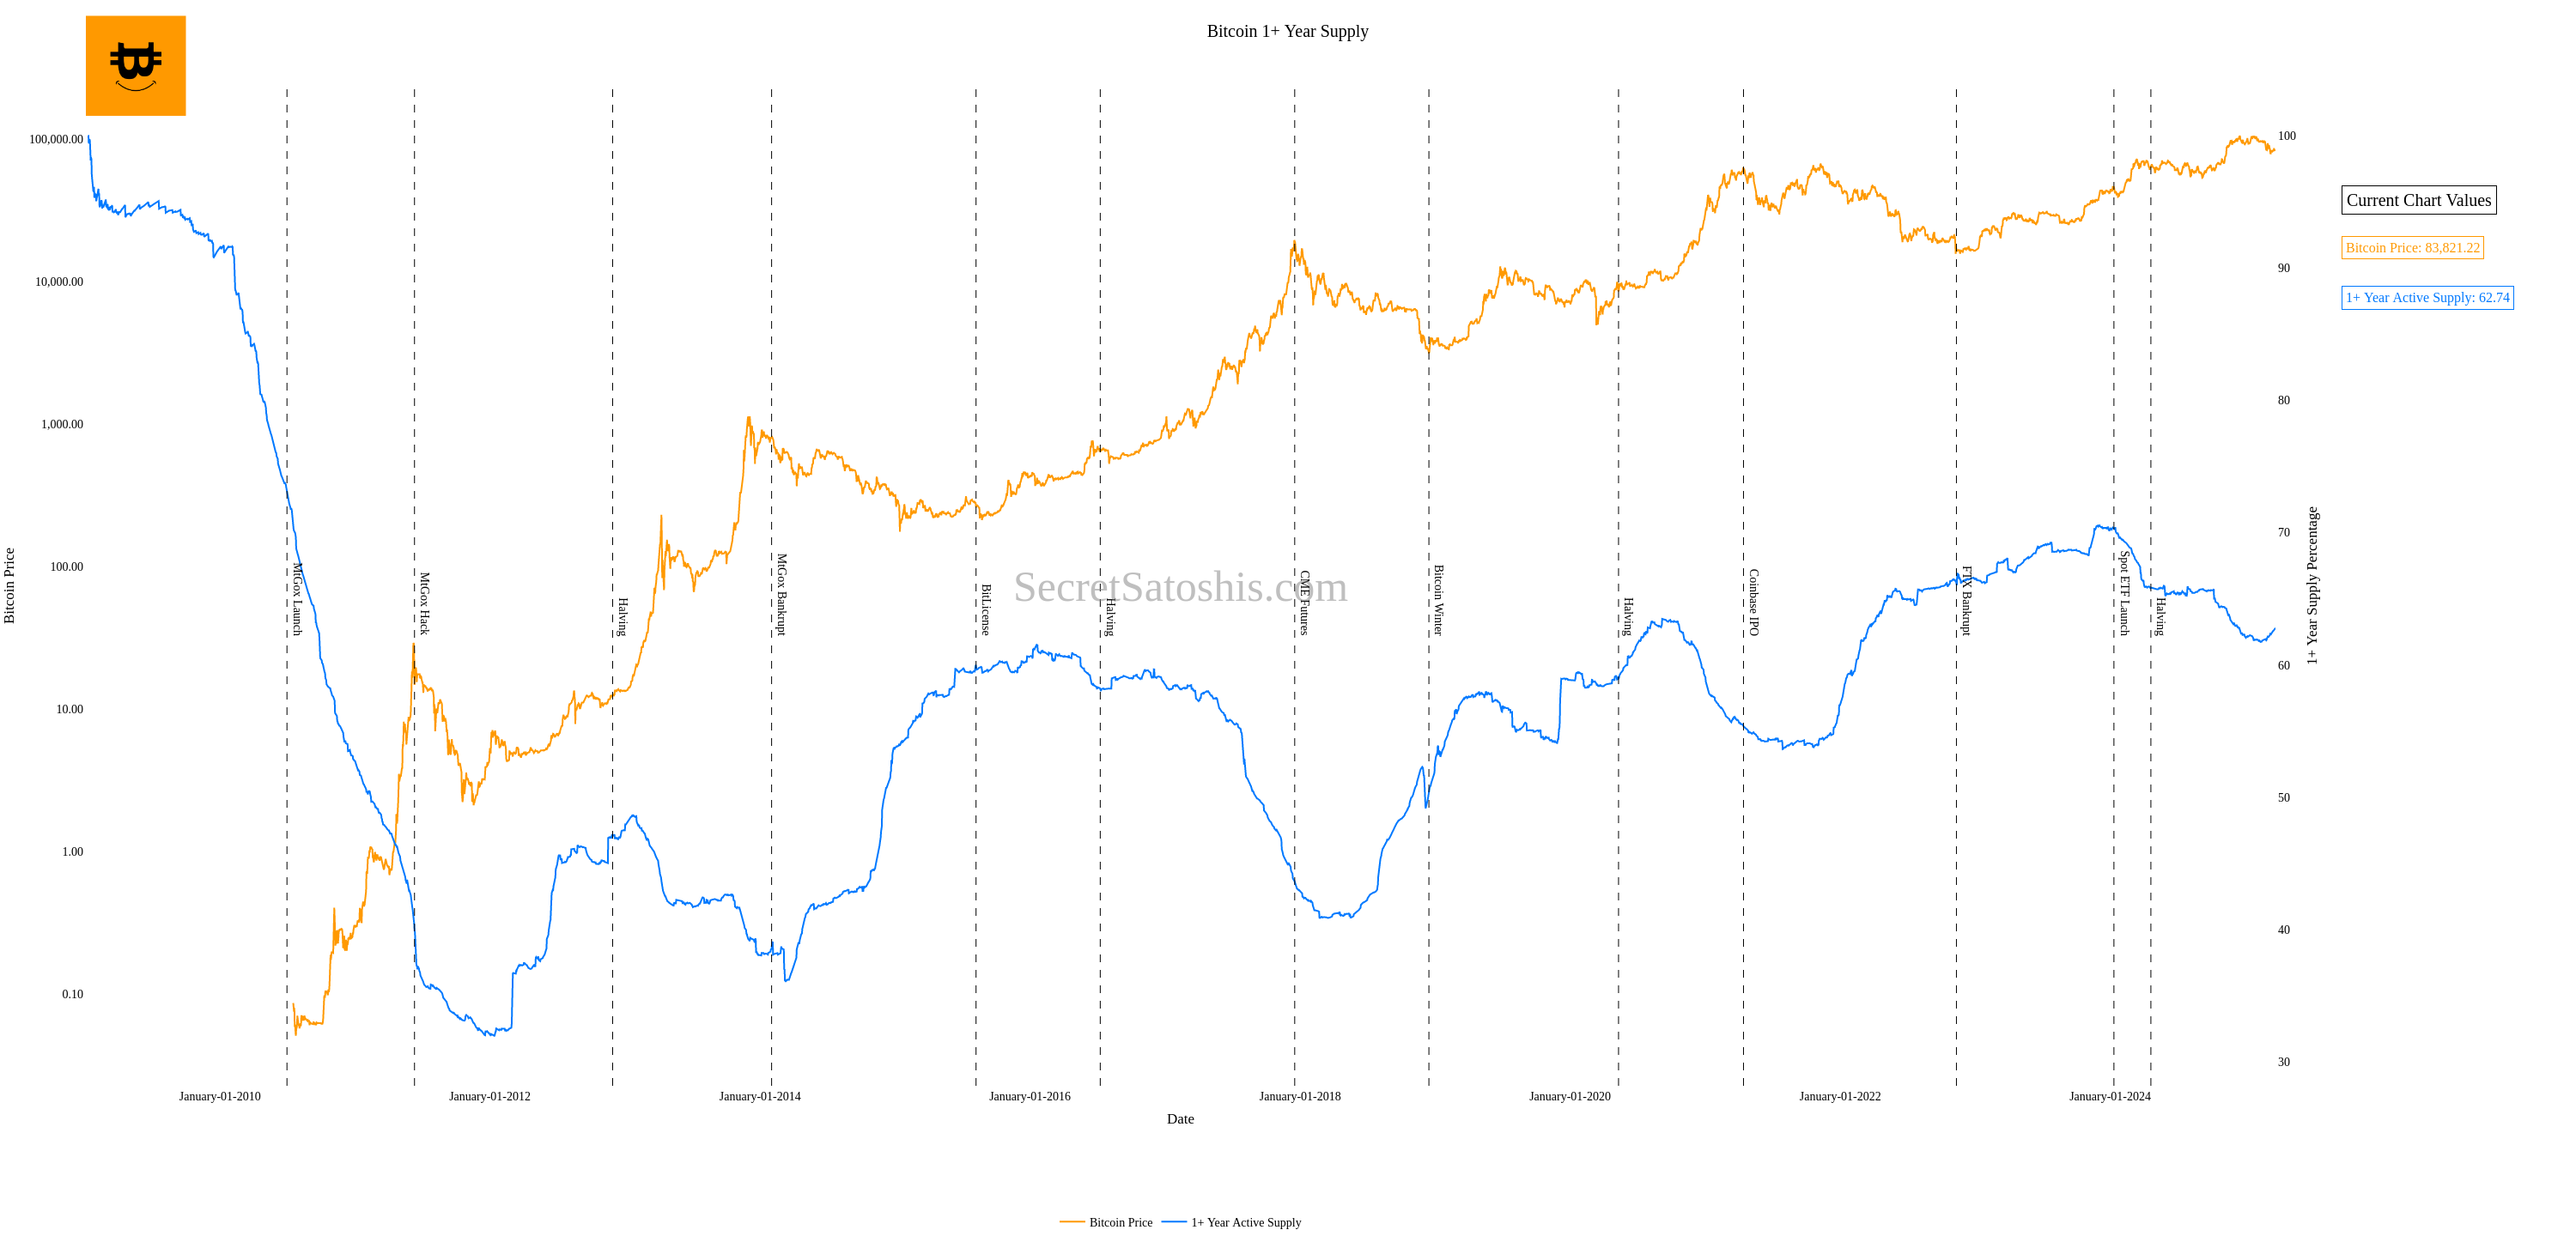 Bitcoin 1+ Year Supply
100,000.00
10,000.00
1,000.00
100.00
10.00
1.00
0.10
Bitcoin Price
MtGox Launch
MtGox Hack
Halving
MtGox Bankrupt
BitLicense
Halving
CME Futures
Bitcoin Winter
Halving
Coinbase IPO
FTX Bankrupt
Spot ETF Launch
Halving
SecretSatoshis.com
100
90
80
70
60
50
40
30
1+ Year Supply Percentage
Current Chart Values
Bitcoin Price: 83,821.22
1+ Year Active Supply: 62.74
January-01-2010
January-01-2012
January-01-2014
January-01-2016
January-01-2018
January-01-2020
January-01-2022
January-01-2024
Date
Bitcoin Price
1+ Year Active Supply